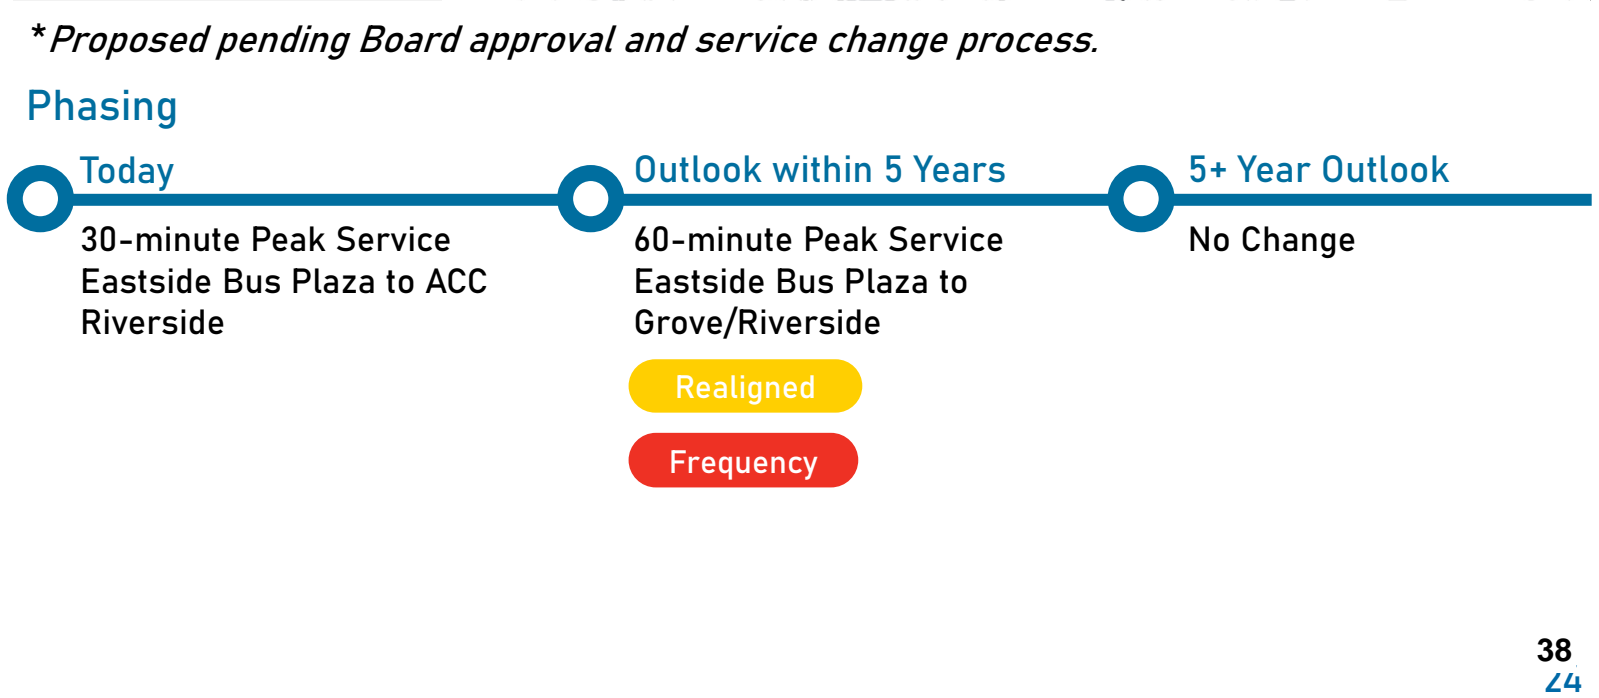 *Proposed pending Board approval and service change process.
Phasing
Today
30-minute Peak Service
Eastside Bus Plaza to ACC
Riverside
Outlook within 5 Years
60-minute Peak Service
Eastside Bus Plaza to
Grove/Riverside
Realigned
Frequency
5+ Year Outlook
No Change
38
24